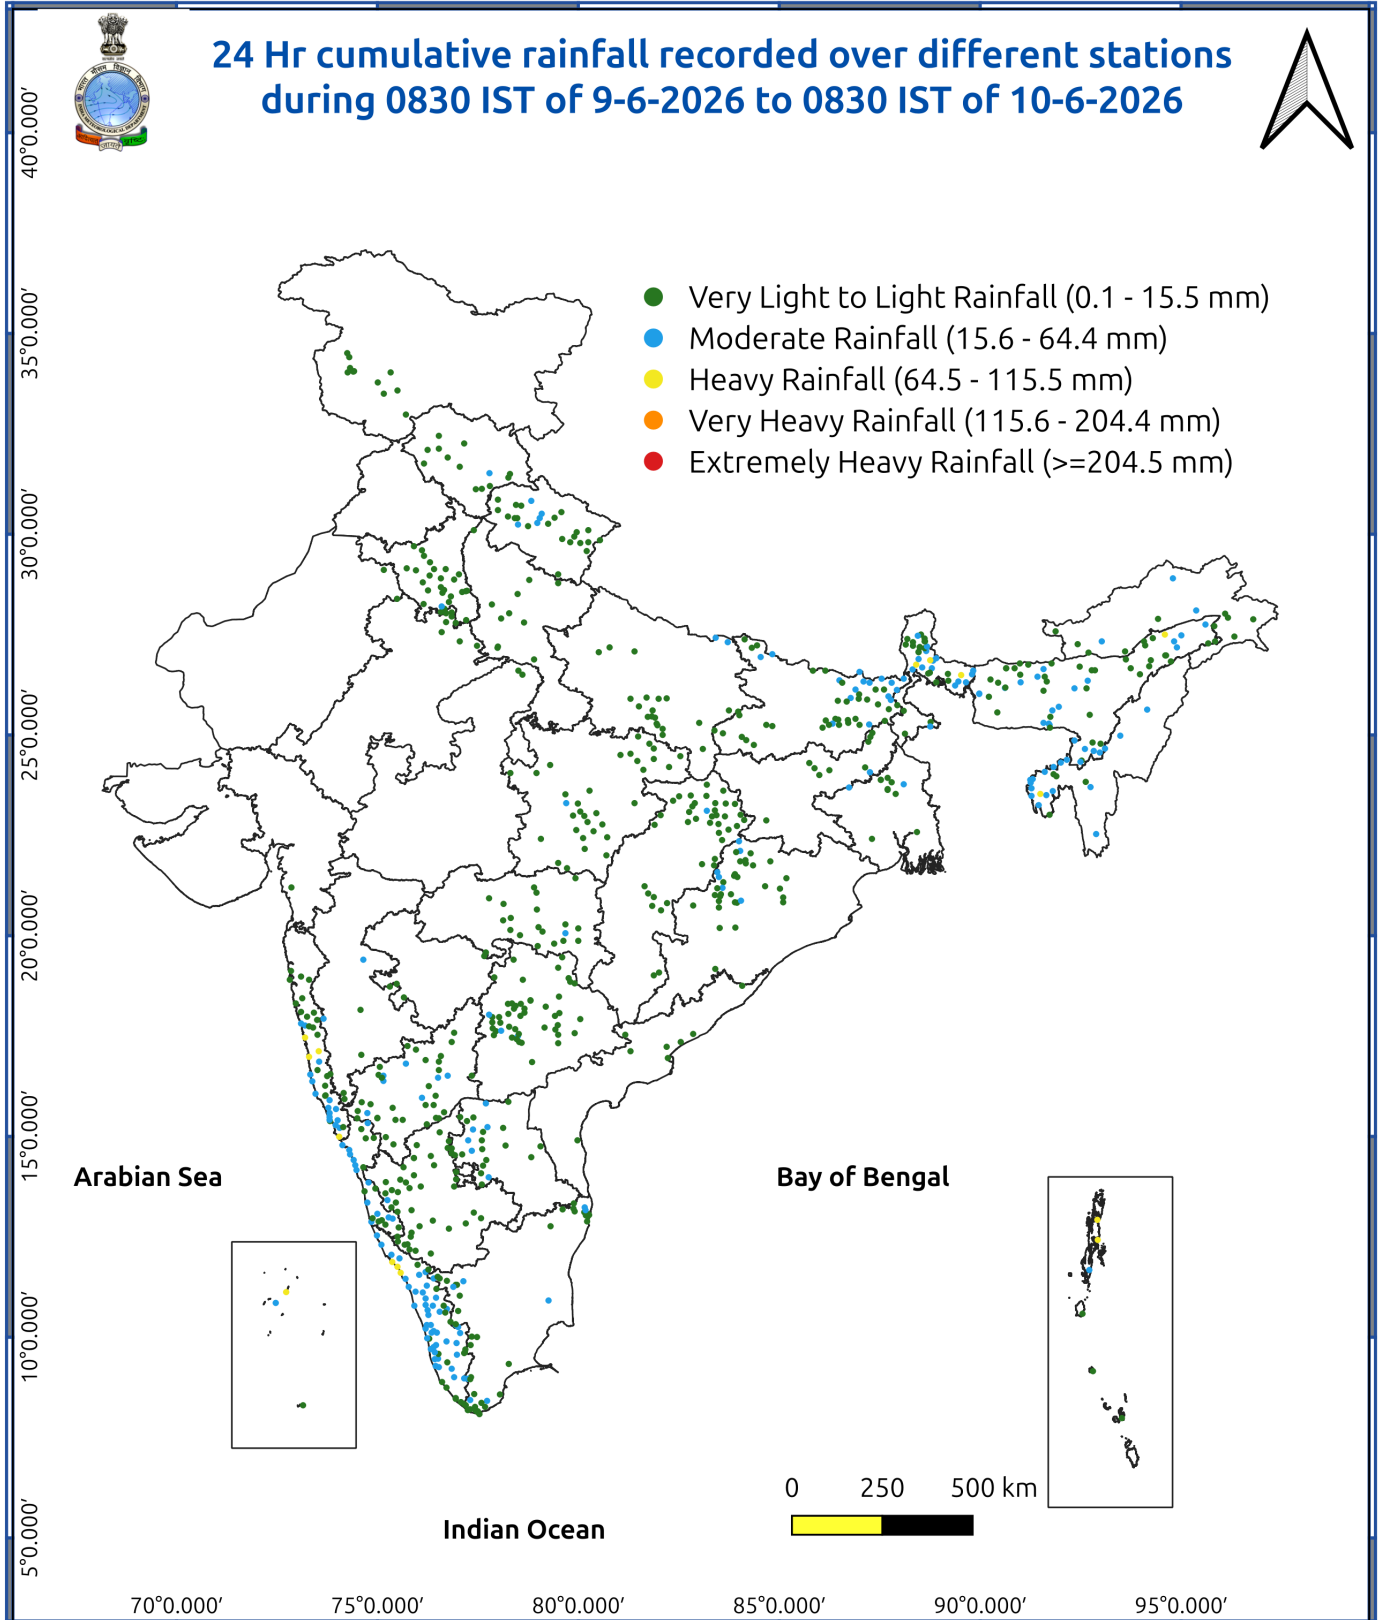 24 Hr cumulative rainfall recorded over different stations
during 0830 IST of 9-6-2026 to 0830 IST of 10-6-2026
Very Light to Light Rainfall (0.1 - 15.5 mm)
Moderate Rainfall (15.6 - 64.4 mm)
Heavy Rainfall (64.5 - 115.5 mm)
Very Heavy Rainfall (115.6 - 204.4 mm)
Extremely Heavy Rainfall (>=204.5 mm)
40°0.000′
35°0.000′
30°0.000′
25°0.000′
20°0.000′
15°0.000′
10°0.000′
5°0.000′
Arabian Sea
Bay of Bengal
Indian Ocean
0 250 500 km
70°0.000′ 75°0.000′ 80°0.000′ 85°0.000′ 90°0.000′ 95°0.000′